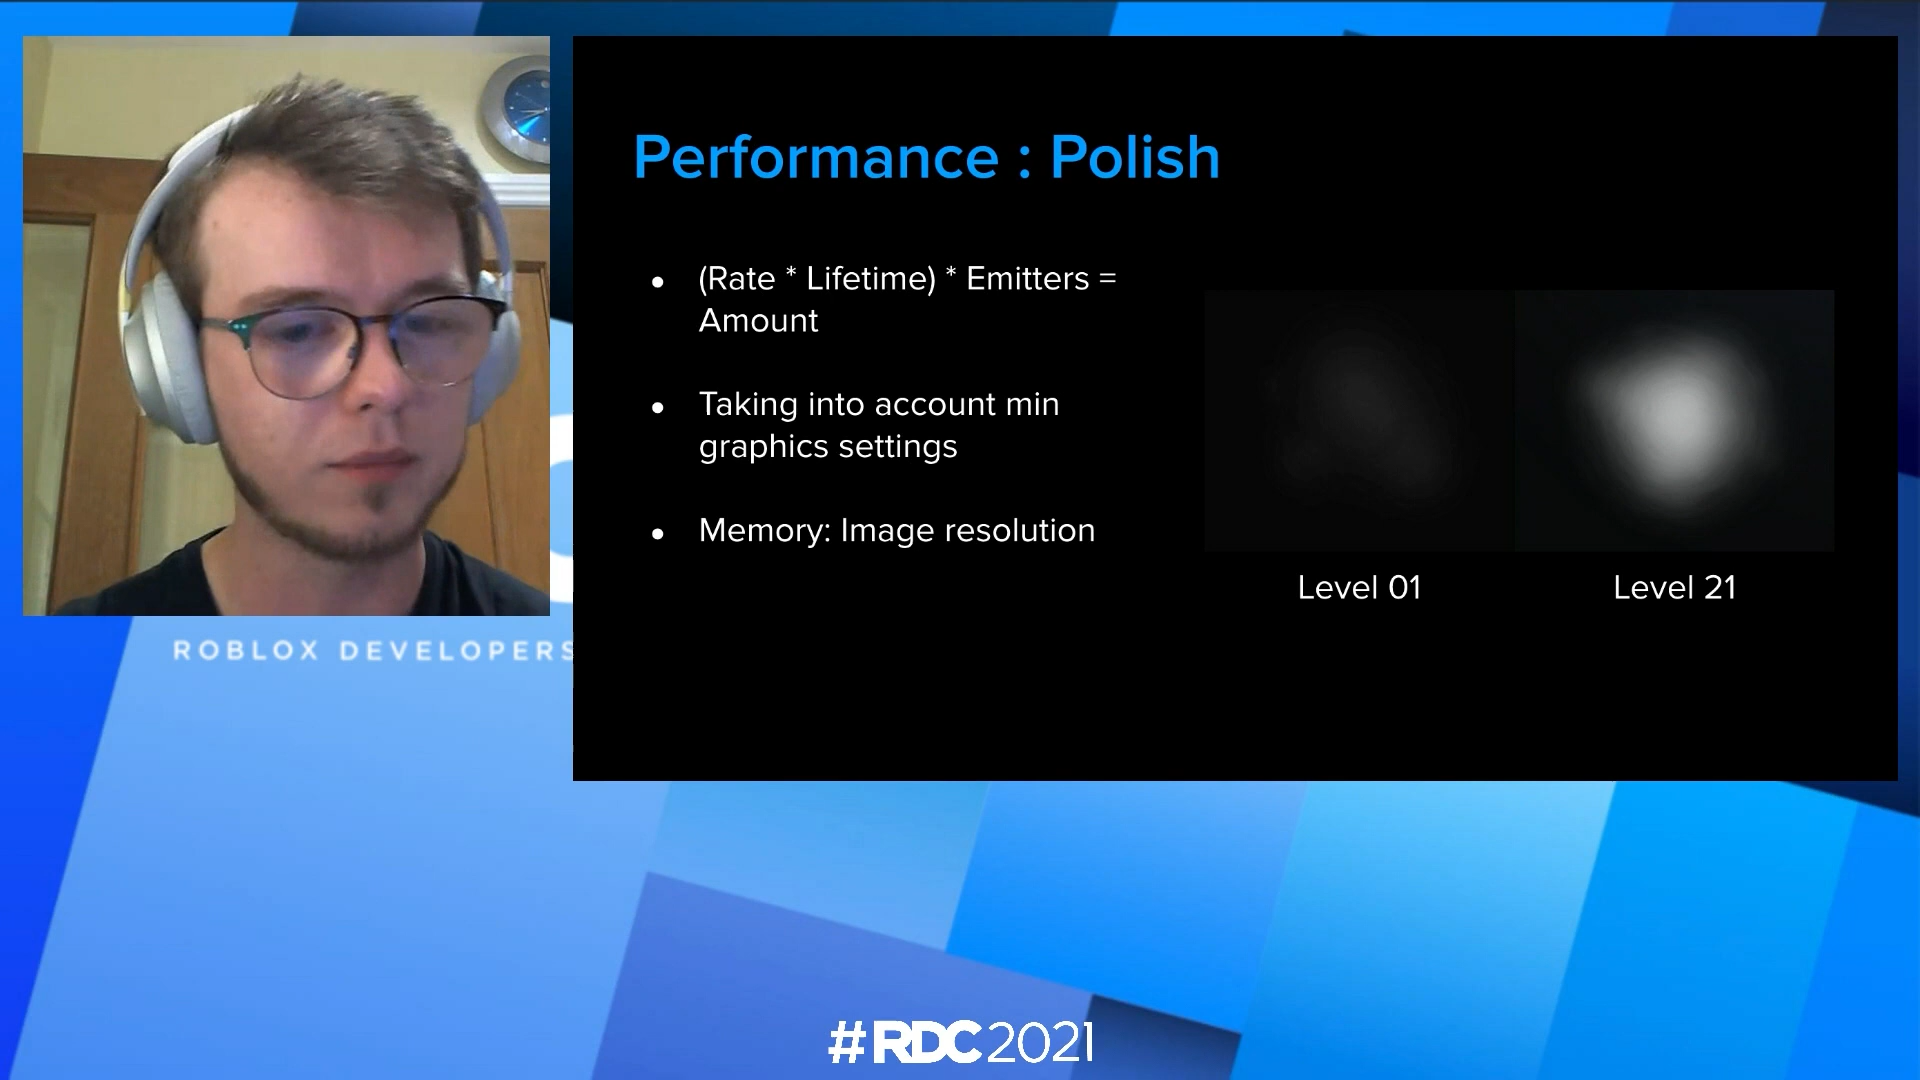 Performance : Polish
• (Rate * Lifetime) * Emitters =
Amount
• Taking into account min
graphics settings
• Memory: Image resolution
Level 01
Level 21
ROBLOX DEVELOPERS
#RDC2021